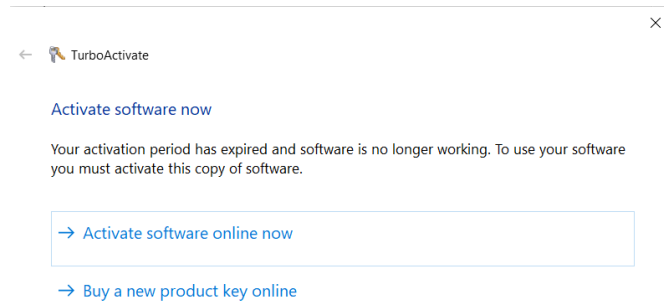 TurboActivate
Activate software now
Your activation period has expired and software is no longer working. To use your software
you must activate this copy of software.
Activate software online now
Buy a new product key online